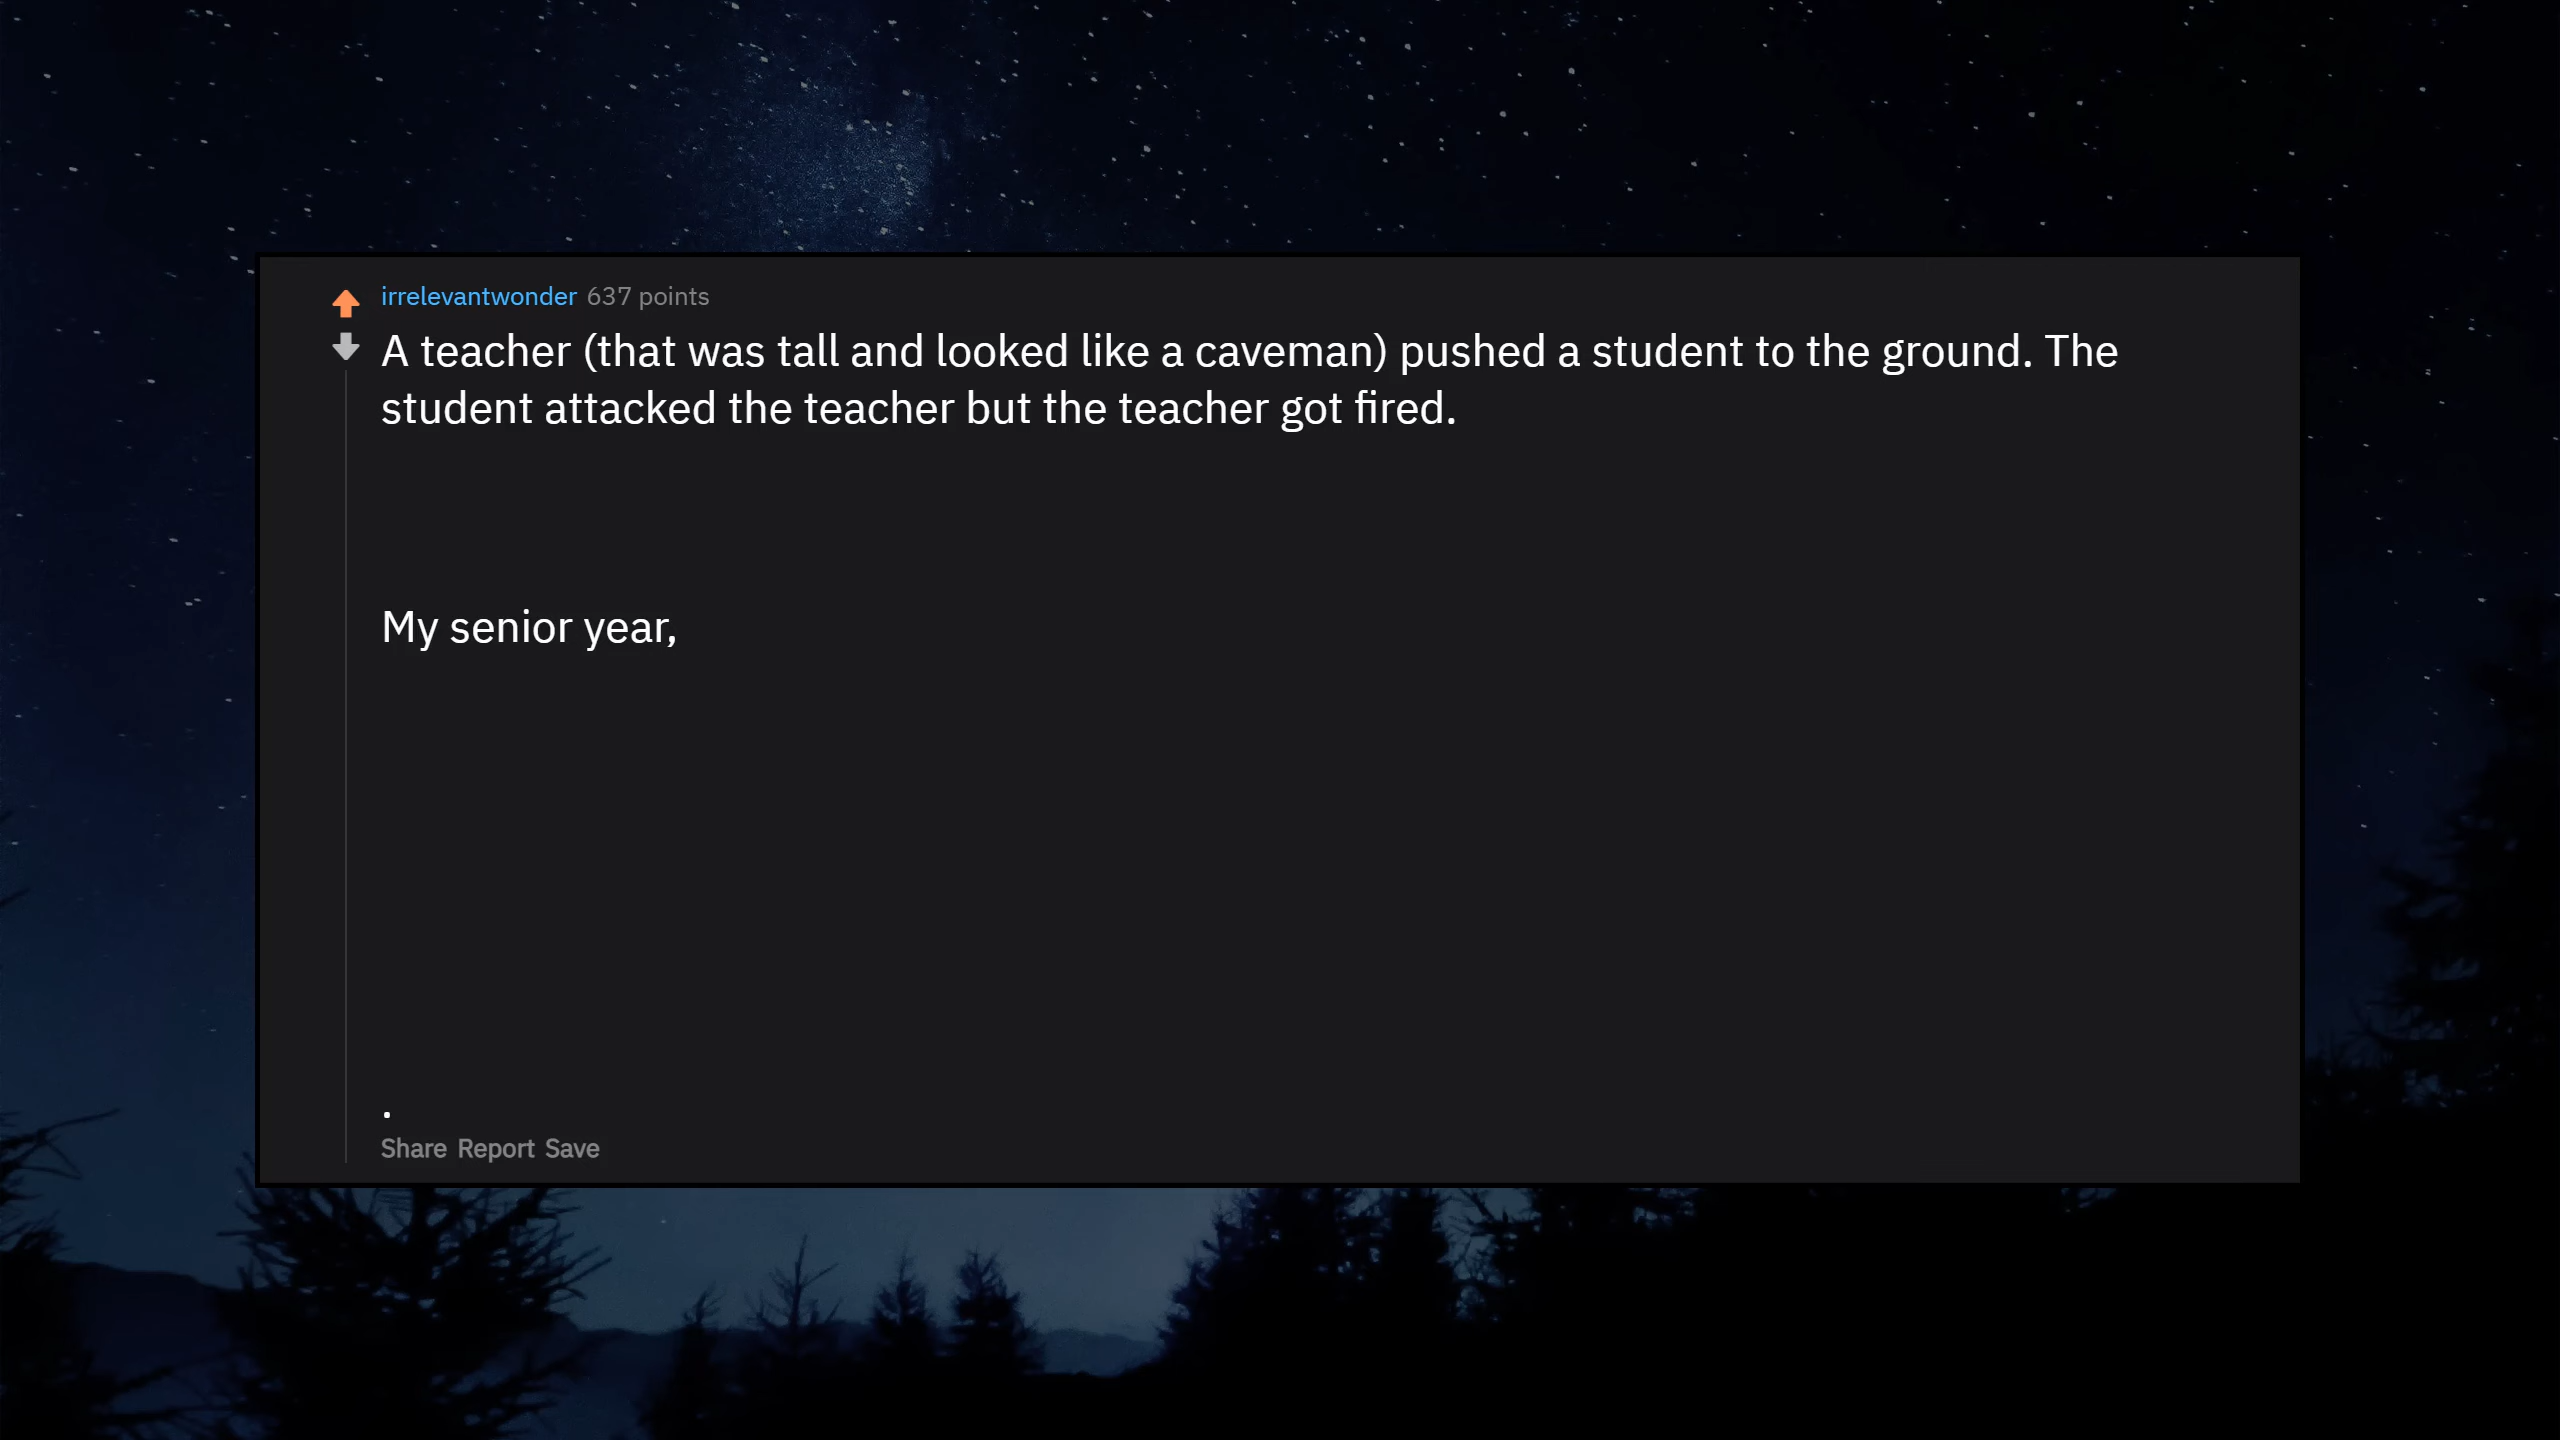 irrelevantwonder 637 points
A teacher (that was tall and looked like a caveman) pushed a student to the ground. The
student attacked the teacher but the teacher got fired.
My senior year,
.
Share Report Save